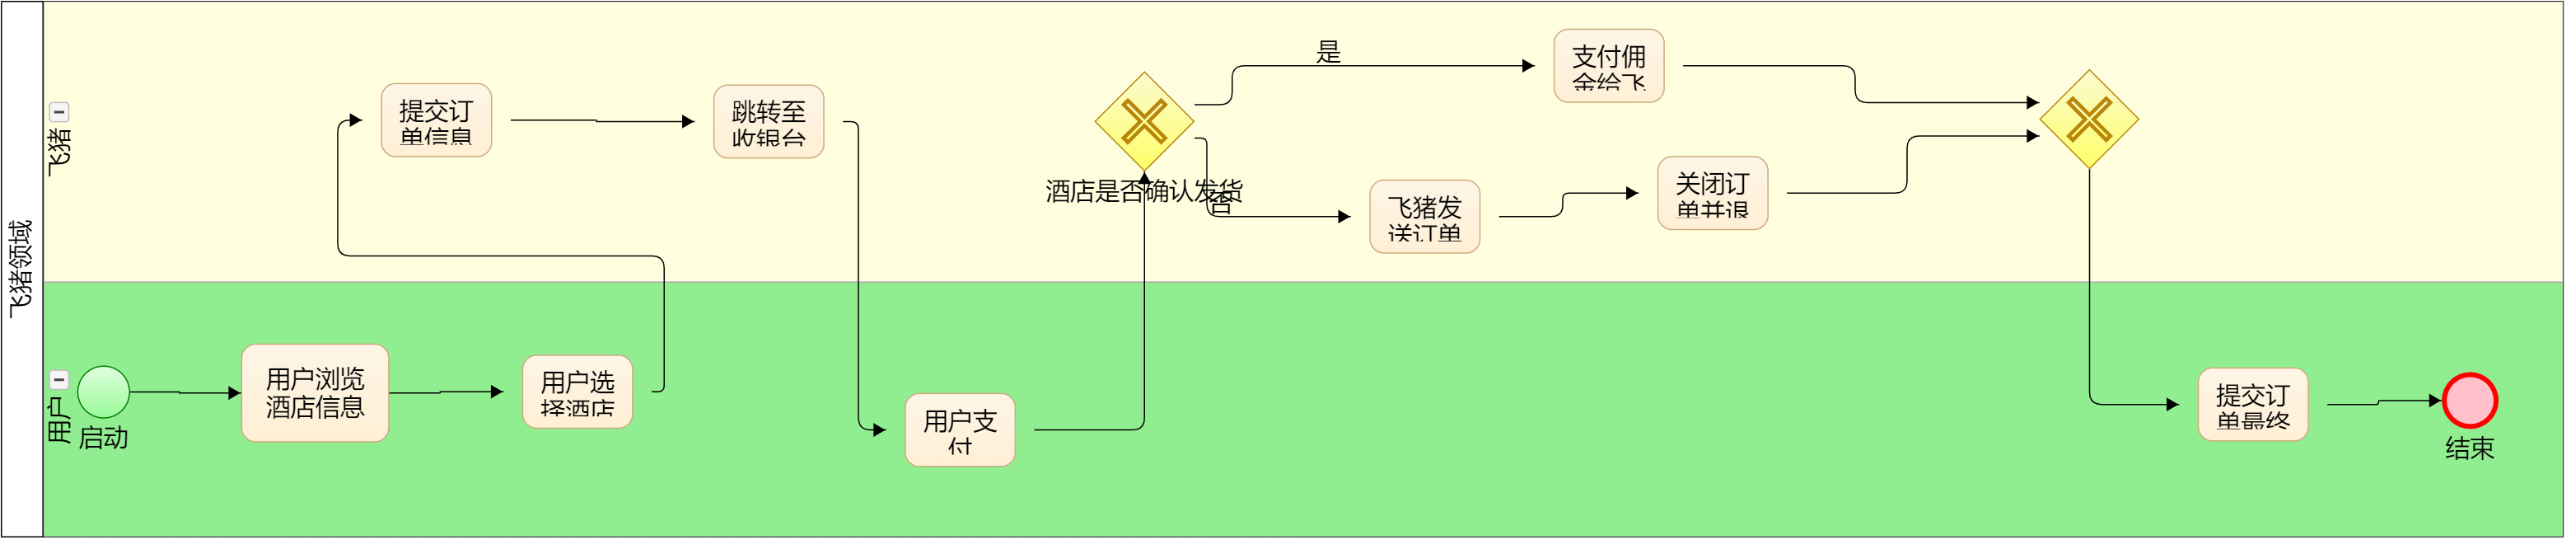 飞猪领域
飞猪
用户
启动
用户浏览
酒店信息
用户选
择酒店
提交订
单信息
跳转至
收银台
用户支
付
酒店是否确认发货
是
否
支付佣
金给飞
飞猪发
送订单
关闭订
单并退
提交订
单最终
结束